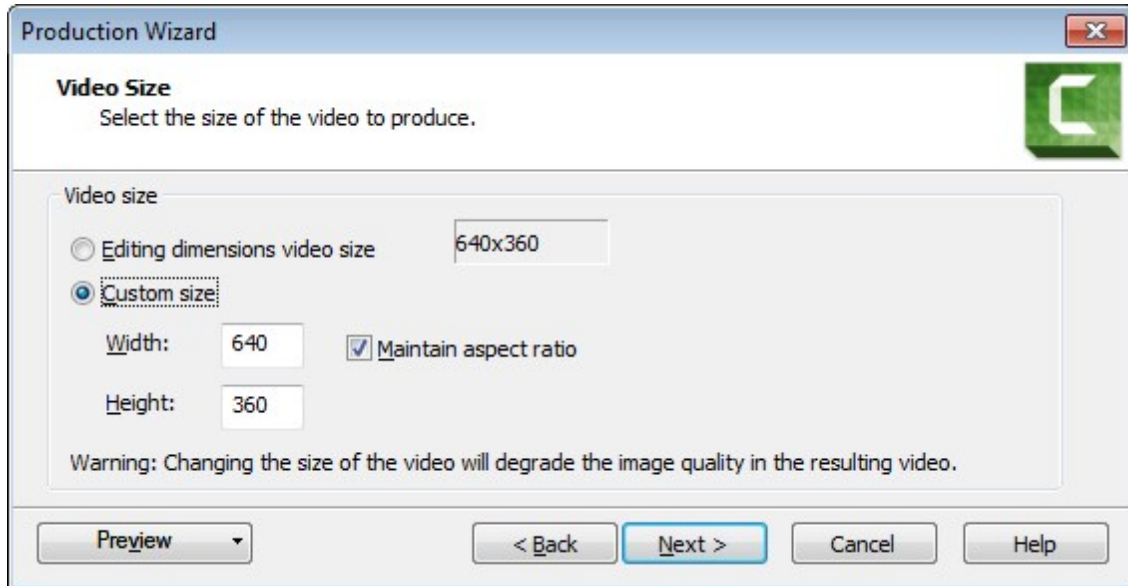 Production Wizard
Video Size
Select the size of the video to produce.
Video size
Editing dimensions video size 640x360
Custom size
Width: 640 Maintain aspect ratio
Height: 360
Warning: Changing the size of the video will degrade the image quality in the resulting video.
Preview < Back Next > Cancel Help